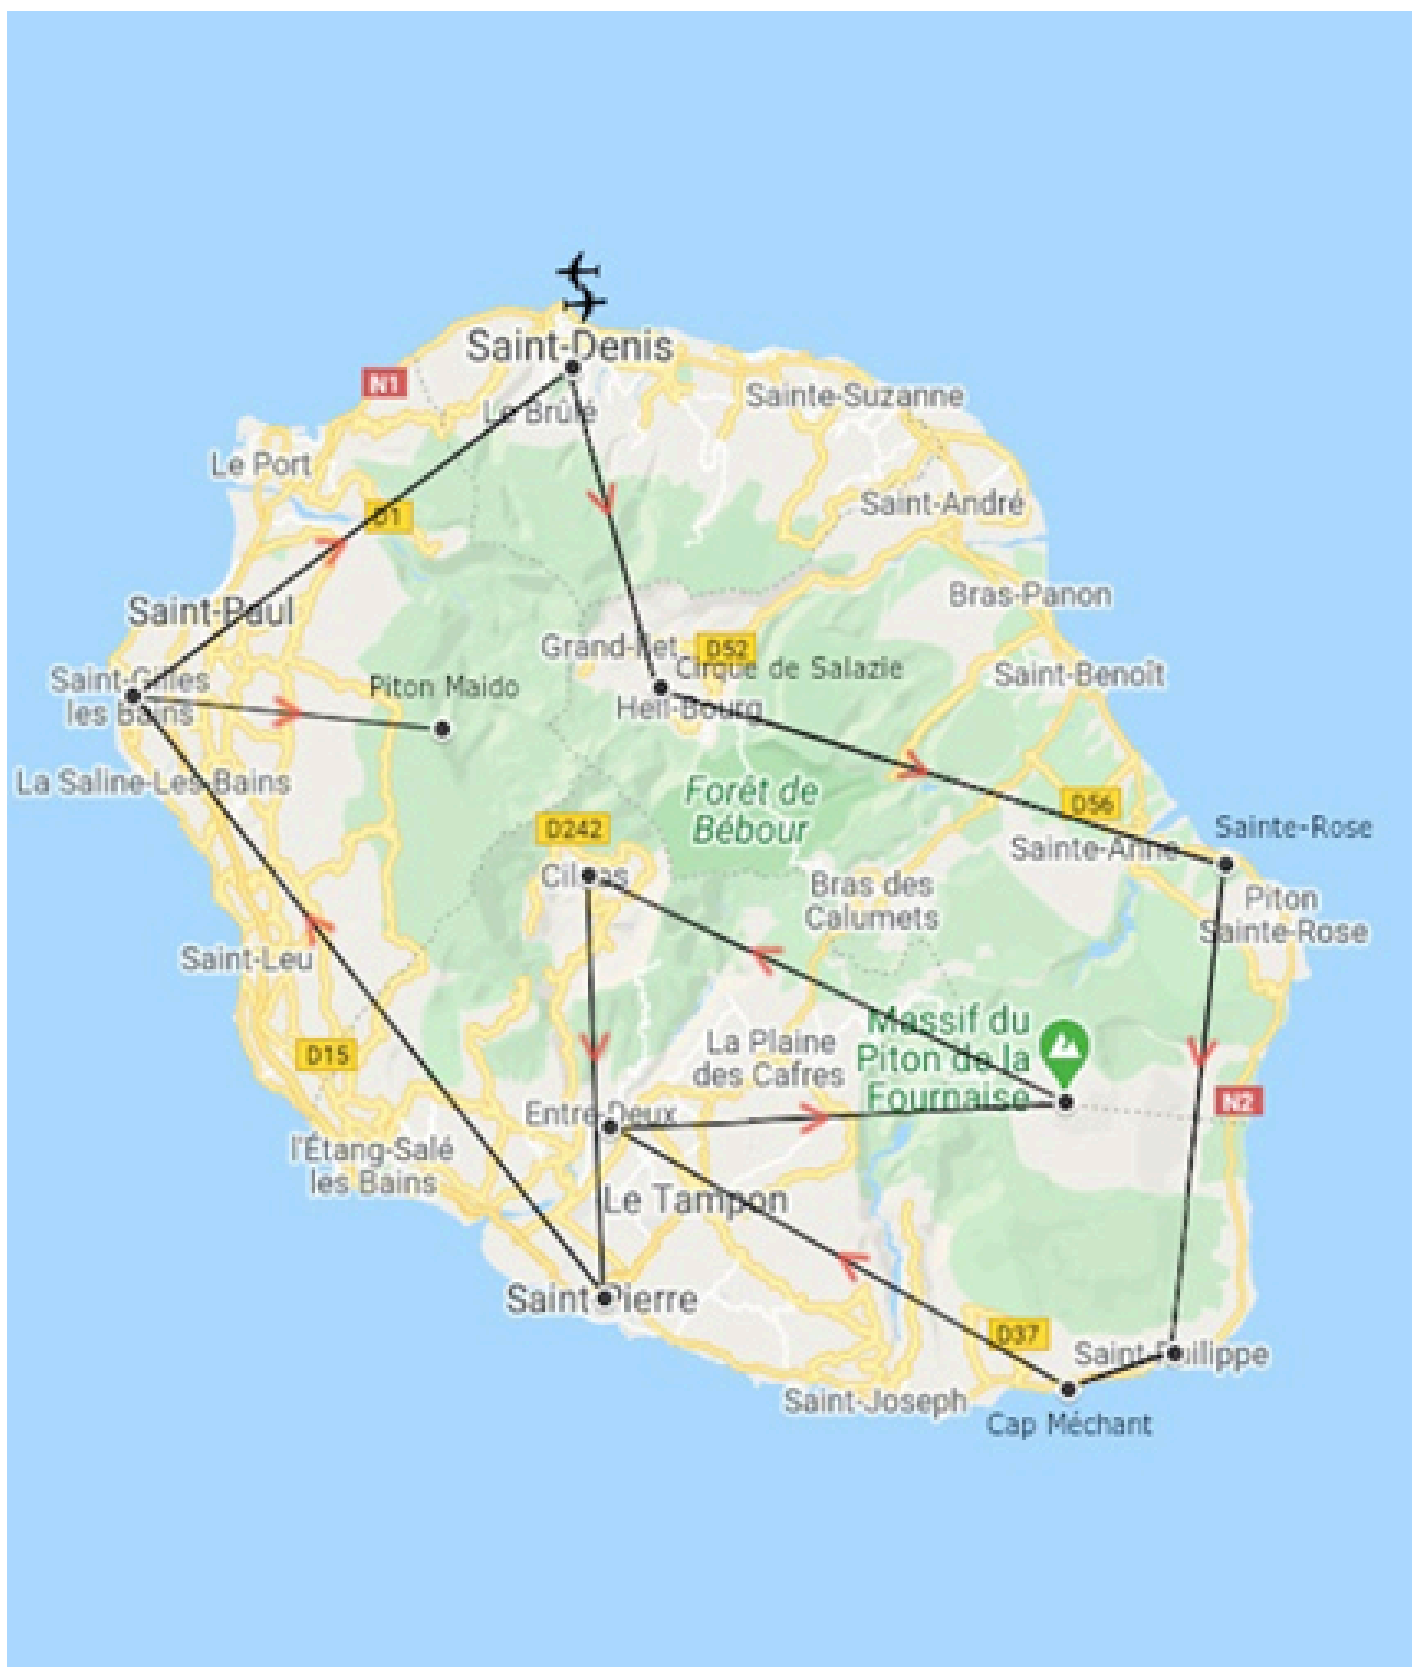 Saint-Denis
N1
Le Brûlé
Sainte-Suzanne
Le Port
Saint-André
D1
Bras-Panon
Saint-Paul
Grand-Ilet
D52
Cirque de Salazie
Saint-Benoît
Saint-Gilles
les Bains
Piton Maido
Hell-Bourg
La Saline-Les-Bains
Forêt de
Bébour
D56
D242
Sainte-Rose
Sainte-Anne
Cilaos
Bras des
Calumets
Piton
Sainte-Rose
Saint-Leu
Massif du
Piton de la
Fournaise
La Plaine
des Cafres
D15
N2
Entre-Deux
l'Étang-Salé
les Bains
Le Tampon
Saint-Pierre
D37
Saint-Philippe
Saint-Joseph
Cap Méchant